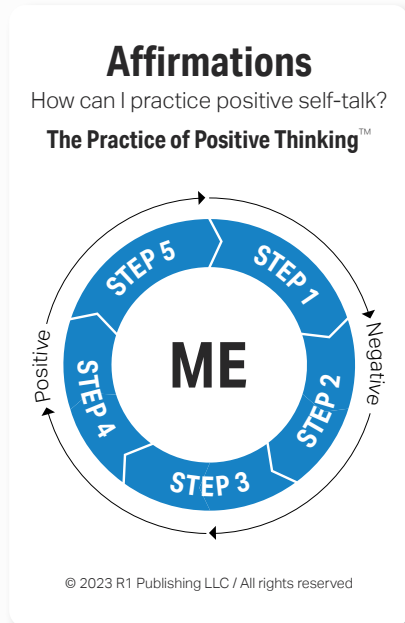 Affirmations
How can I practice positive self-talk?
The Practice of Positive Thinking™
STEP 1
Negative
STEP 2
STEP 3
STEP 4
Positive
STEP 5
ME
© 2023 R1 Publishing LLC / All rights reserved